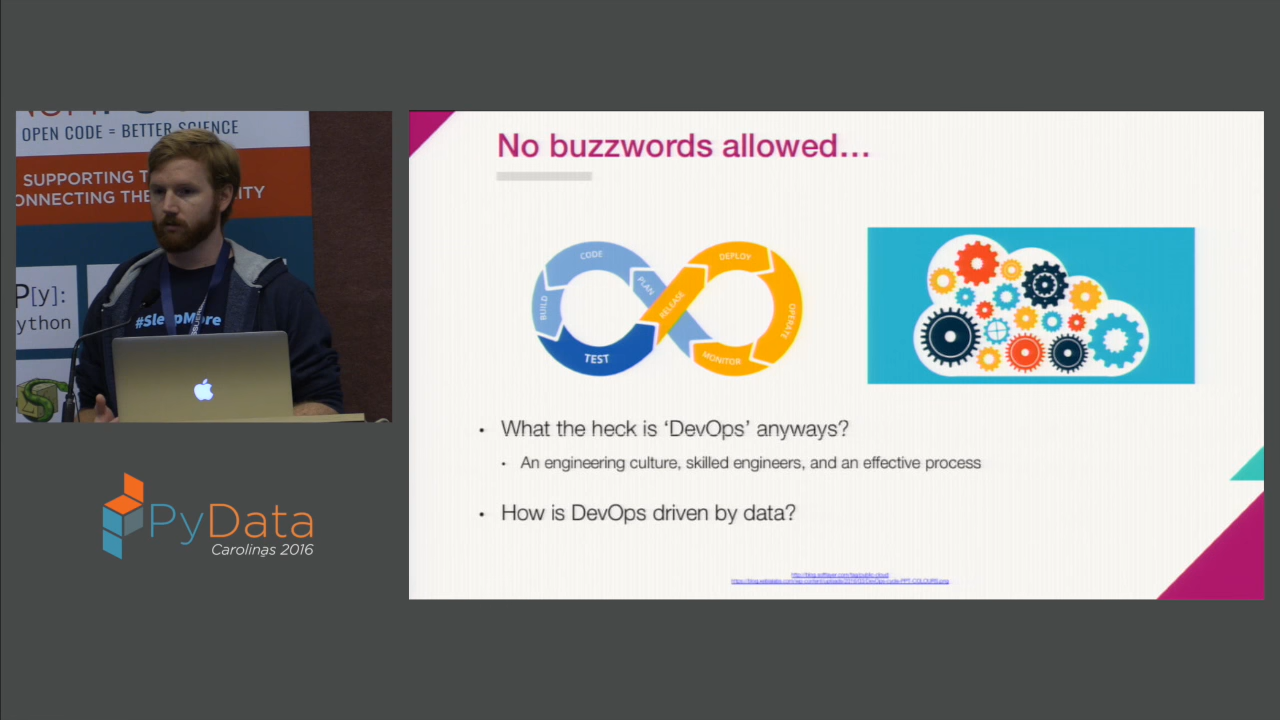 OPEN CODE = BETTER SCIENCE
SUPPORTING T
ONNECTING THE ITY
P[y]:
ython
#SleepMore
PyData
Carolinas 2016
No buzzwords allowed…
CODE
BUILD
TEST
PLAN
RELEASE
DEPLOY
OPERATE
MONITOR
• What the heck is ‘DevOps’ anyways?
• An engineering culture, skilled engineers, and an effective process
• How is DevOps driven by data?